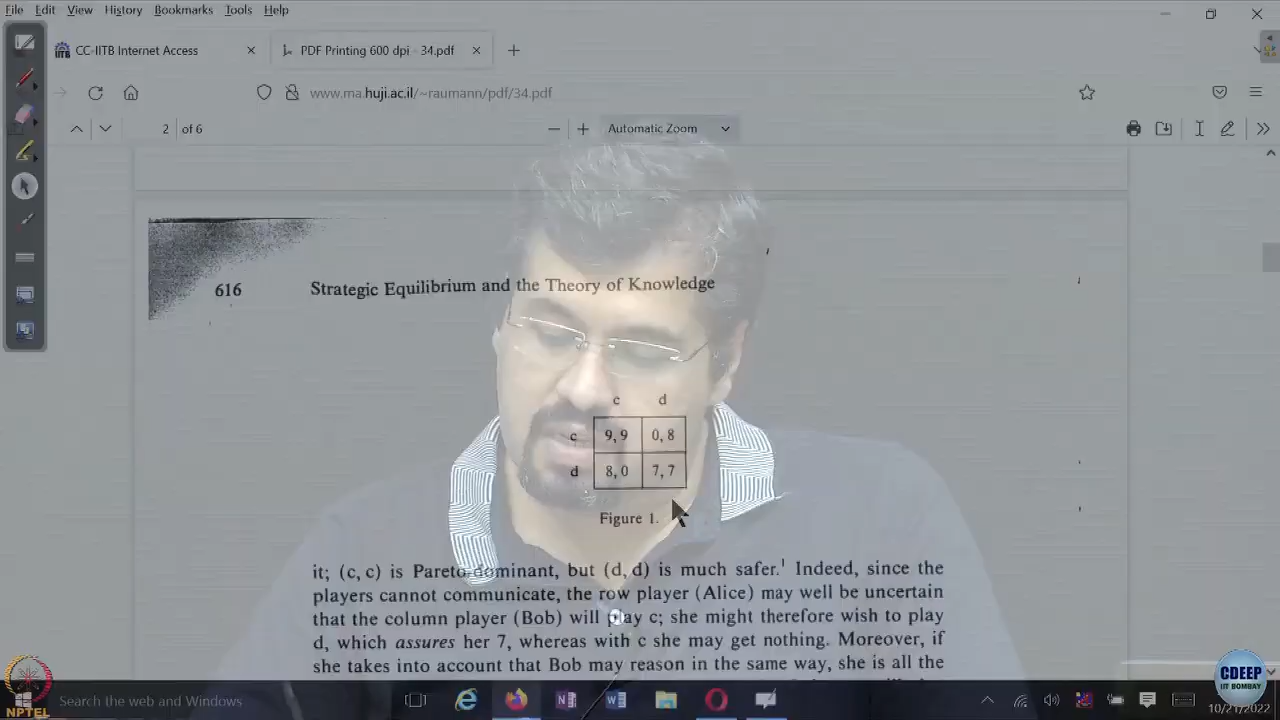 File Edit View History Bookmarks Tools Help
CC-IITB Internet Access
PDF Printing 600 dpi - 34.pdf
www.ma.huji.ac.il/~raumann/pdf/34.pdf
2 of 6
Automatic Zoom
616 Strategic Equilibrium and the Theory of Knowledge
c d
c 9, 9 0, 8
d 8, 0 7, 7
Figure 1.
it; (c, c) is Pareto dominant, but (d, d) is much safer.1 Indeed, since the
players cannot communicate, the row player (Alice) may well be uncertain
that the column player (Bob) will play c; she might therefore wish to play
d, which assures her 7, whereas with c she may get nothing. Moreover, if
she takes into account that Bob may reason in the same way, she is all the
Search the web and Windows
NPTEL
CDEEP
IIT BOMBAY
10/21/2022